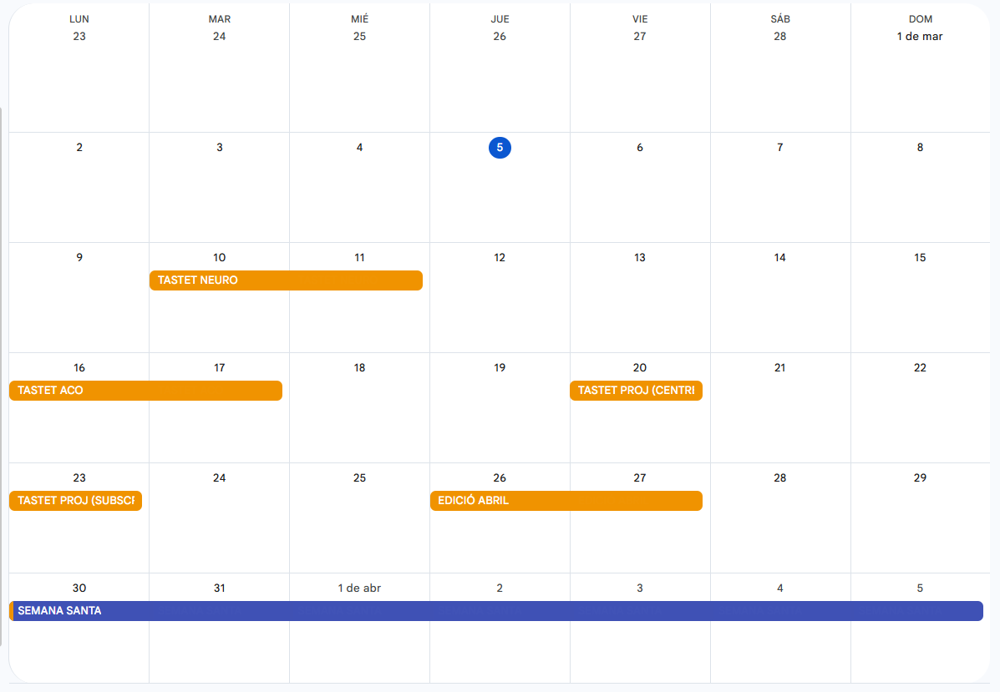 LUN MAR MIÉ JUE VIE SÁB DOM
23 24 25 26 27 28 1 de mar
2 3 4 5 6 7 8
9 10 11 12 13 14 15
TASTET NEURO
16 17 18 19 20 21 22
TASTET ACO TASTET PROJ (CENTRI
23 24 25 26 27 28 29
TASTET PROJ (SUBSCF EDICIÓ ABRIL
30 31 1 de abr 2 3 4 5
SEMANA SANTA